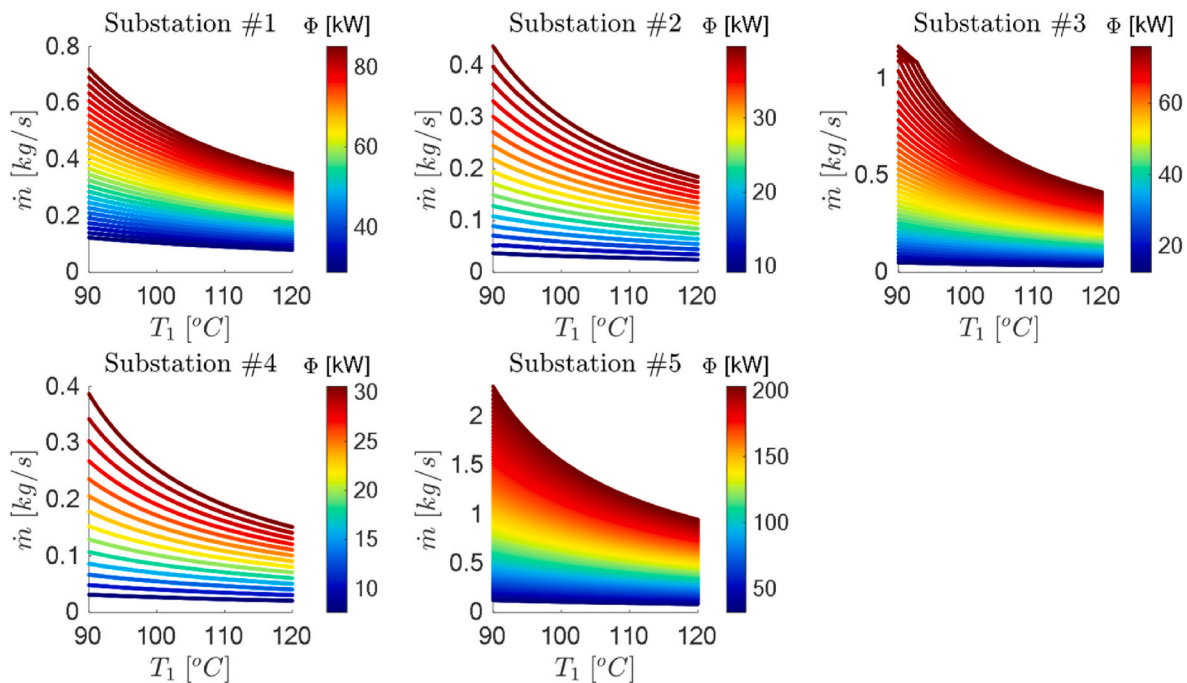 Substation #1 Φ [kW]
0.8
0.6
0.4
0.2
0
ṁ [kg/s]
90 100 110 120
T₁ [°C]
80
60
40
Substation #2 Φ [kW]
0.4
0.3
0.2
0.1
0
ṁ [kg/s]
90 100 110 120
T₁ [°C]
30
20
10
Substation #3 Φ [kW]
1
0.5
0
ṁ [kg/s]
90 100 110 120
T₁ [°C]
60
40
20
Substation #4 Φ [kW]
0.4
0.3
0.2
0.1
0
ṁ [kg/s]
90 100 110 120
T₁ [°C]
30
25
20
15
10
Substation #5 Φ [kW]
2
1.5
1
0.5
0
ṁ [kg/s]
90 100 110 120
T₁ [°C]
200
150
100
50